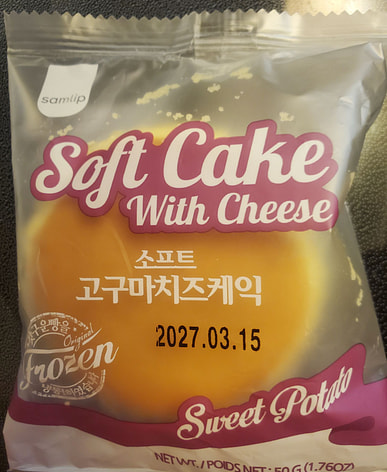 samlip
Soft Cake
With Cheese
소프트
고구마치즈케익
2027.03.15
Original
Frozen
Sweet Potato
NET WT. / POIDS NET : 50 G (1.76OZ)